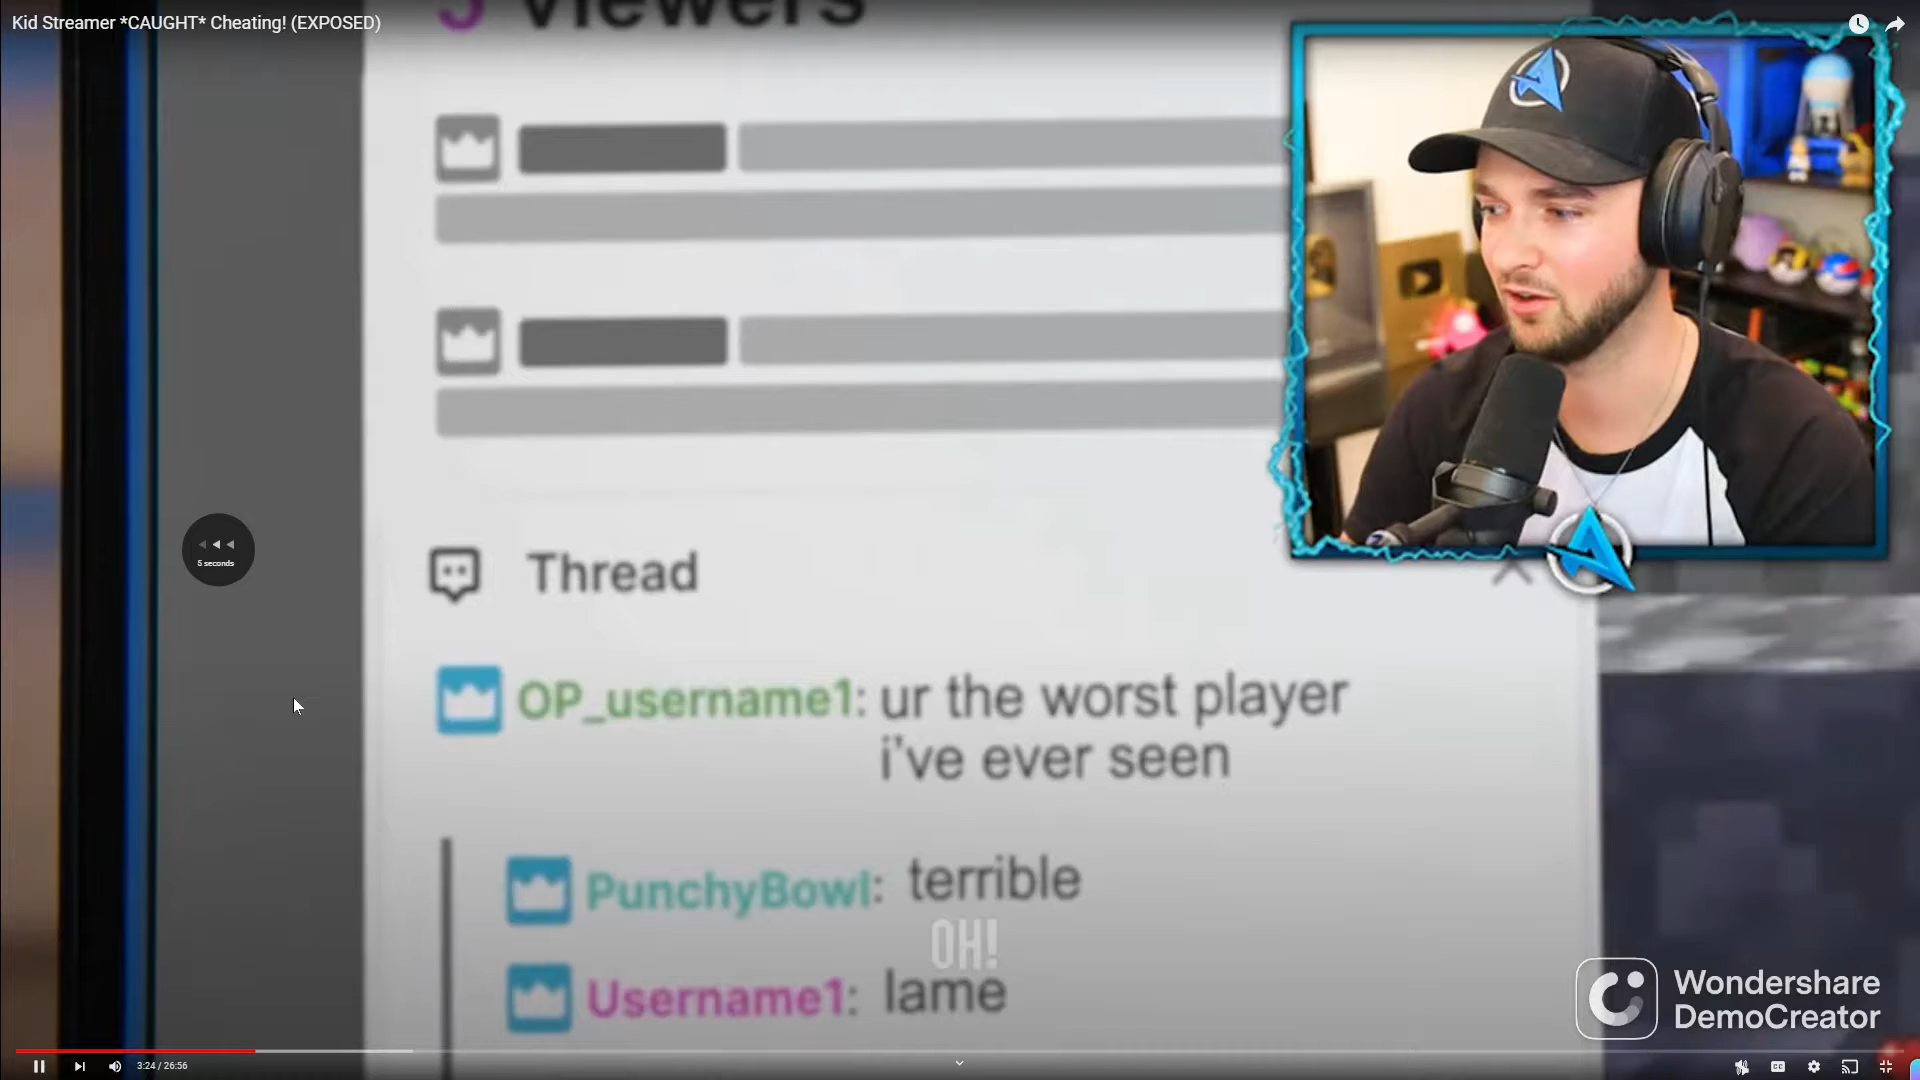 Kid Streamer *CAUGHT* Cheating! (EXPOSED)
5 Viewers
5 seconds
Thread
OP_username1: ur the worst player
i've ever seen
PunchyBowl: terrible
OH!
Username1: lame
Wondershare
DemoCreator
3:24 / 26:56